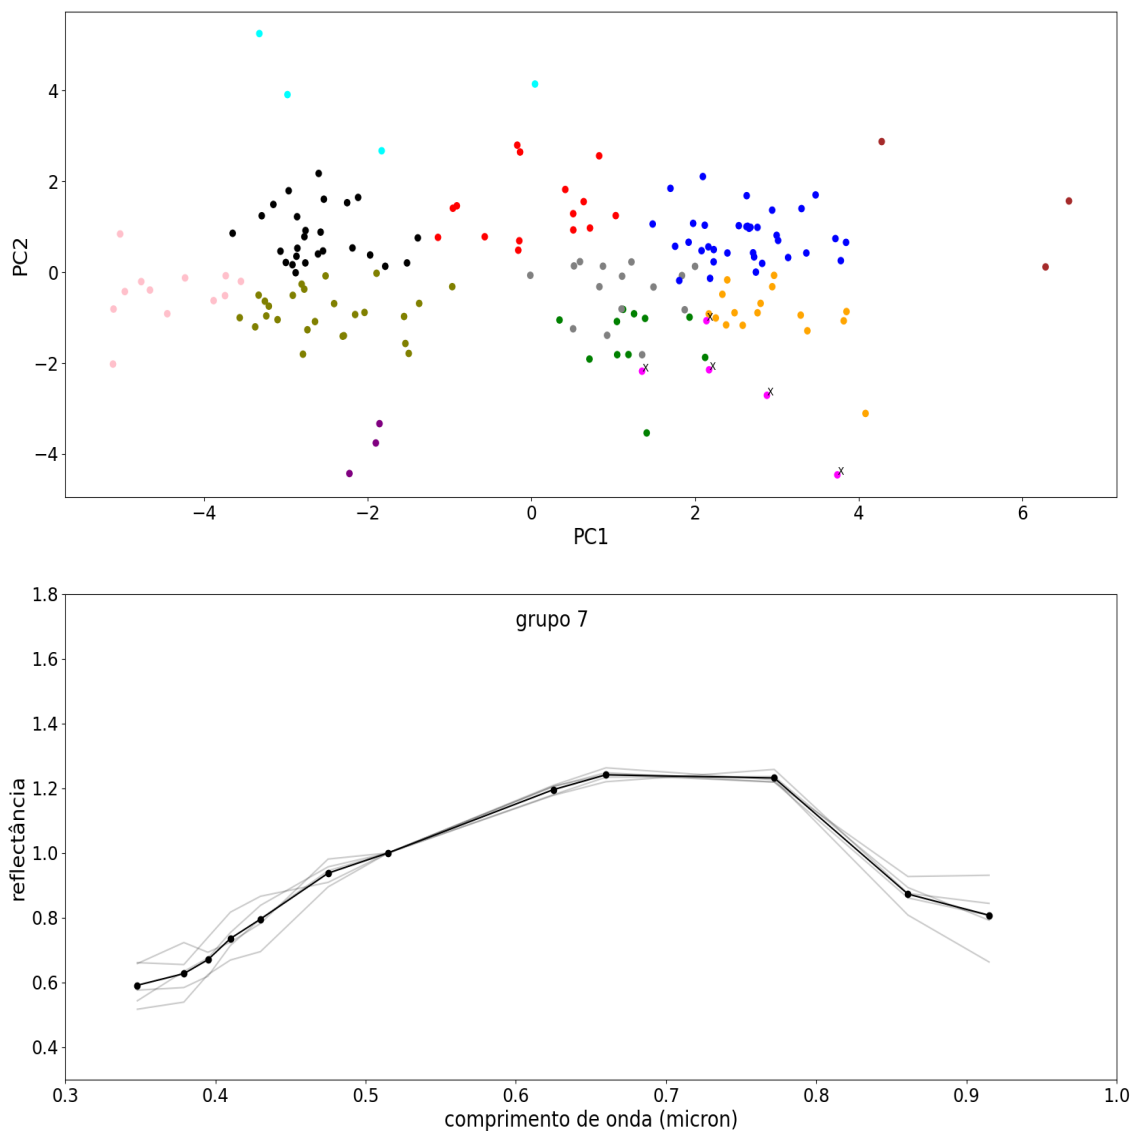 4
2
0
−2
−4
PC2
−4 −2 0 2 4 6
PC1
X
X
X
X
X
grupo 7
1.8
1.6
1.4
1.2
1.0
0.8
0.6
0.4
reflectância
0.3 0.4 0.5 0.6 0.7 0.8 0.9 1.0
comprimento de onda (micron)